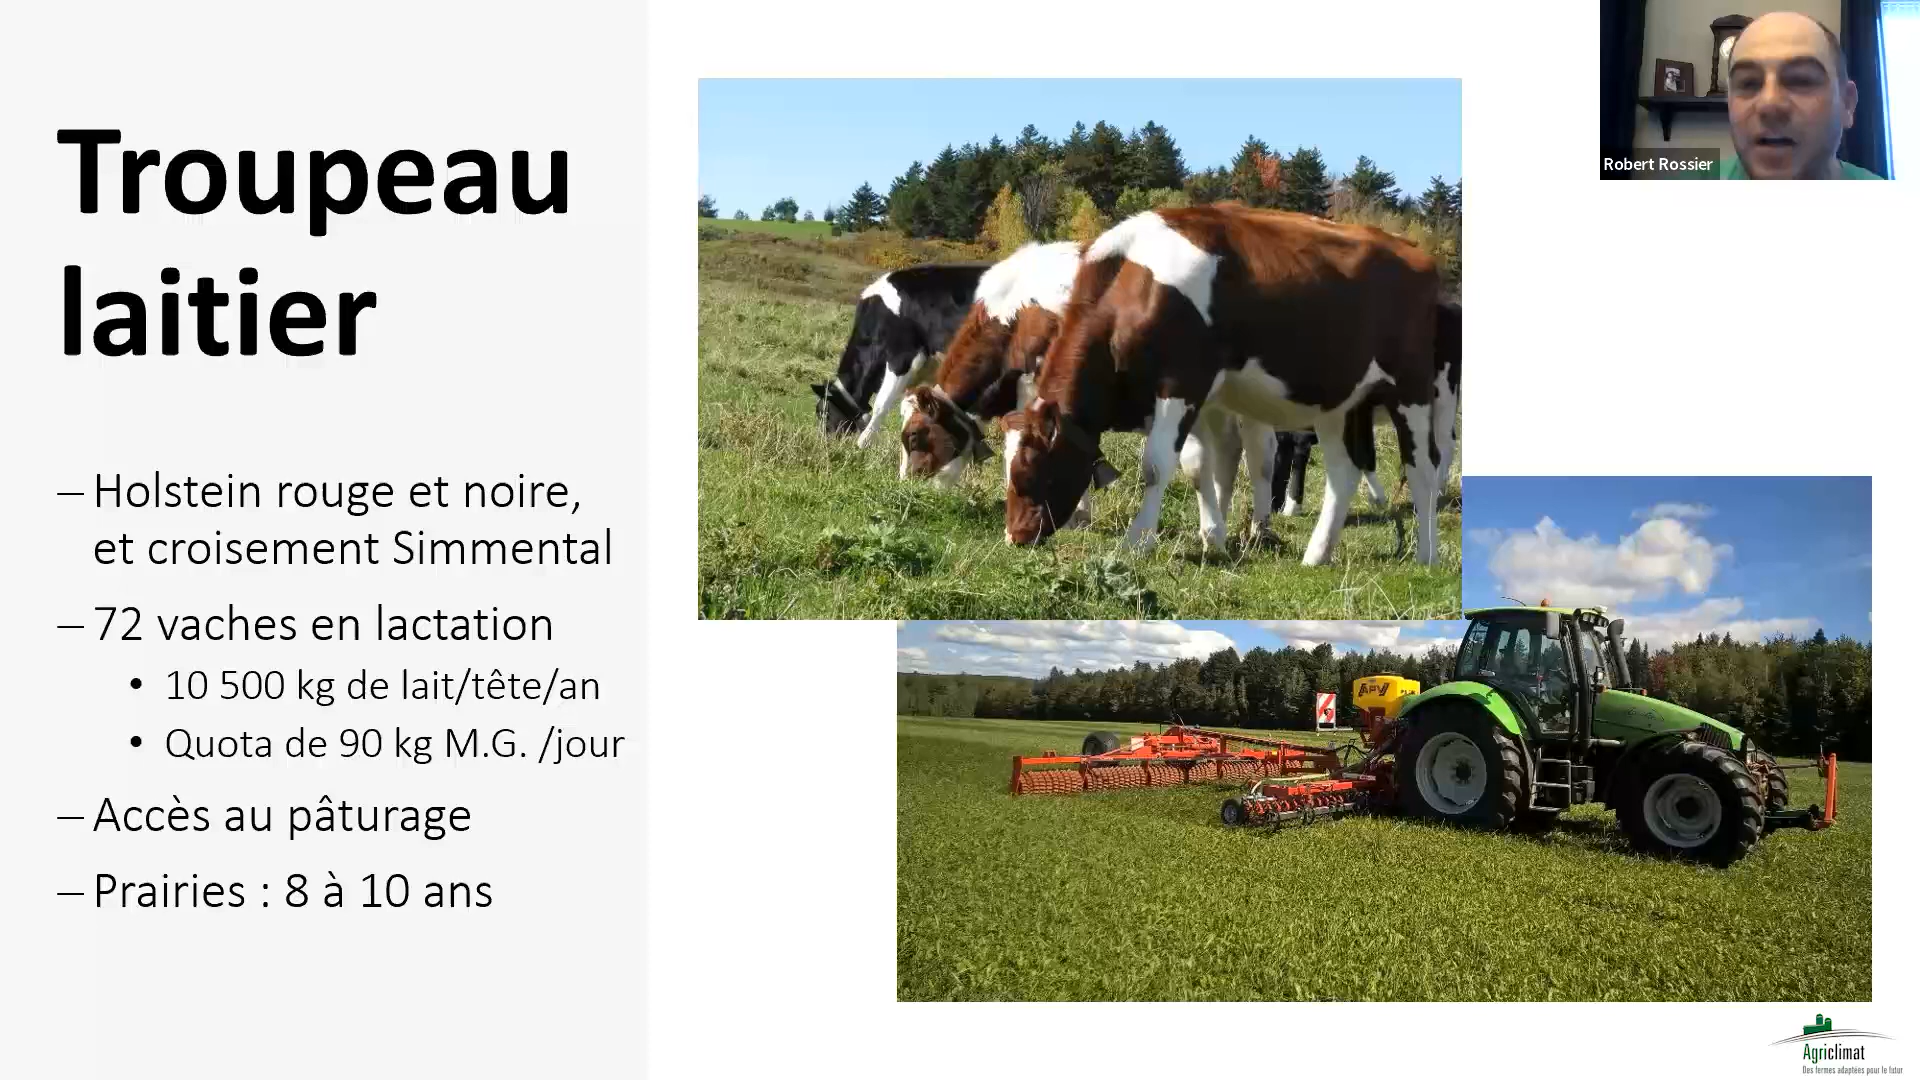 Troupeau
laitier
– Holstein rouge et noire,
et croisement Simmental
– 72 vaches en lactation
• 10 500 kg de lait/tête/an
• Quota de 90 kg M.G. /jour
– Accès au pâturage
– Prairies : 8 à 10 ans
Robert Rossier
APV
Agriclimat
Des fermes adaptées pour le futur